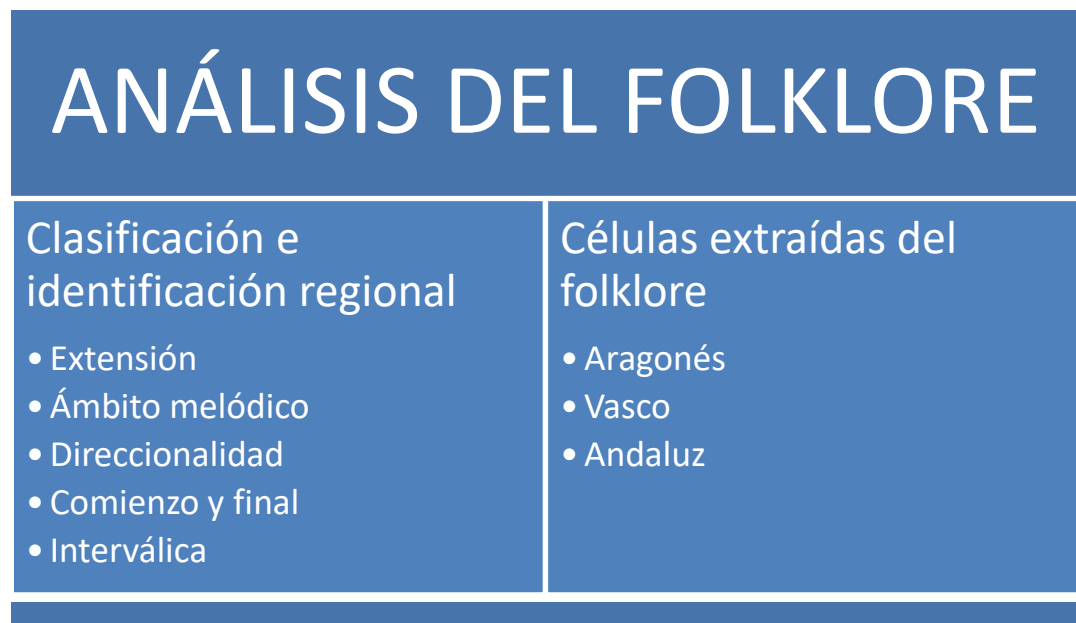 ANÁLISIS DEL FOLKLORE
Clasificación e
identificación regional
• Extensión
• Ámbito melódico
• Direccionalidad
• Comienzo y final
• Interválica
Células extraídas del
folklore
• Aragonés
• Vasco
• Andaluz